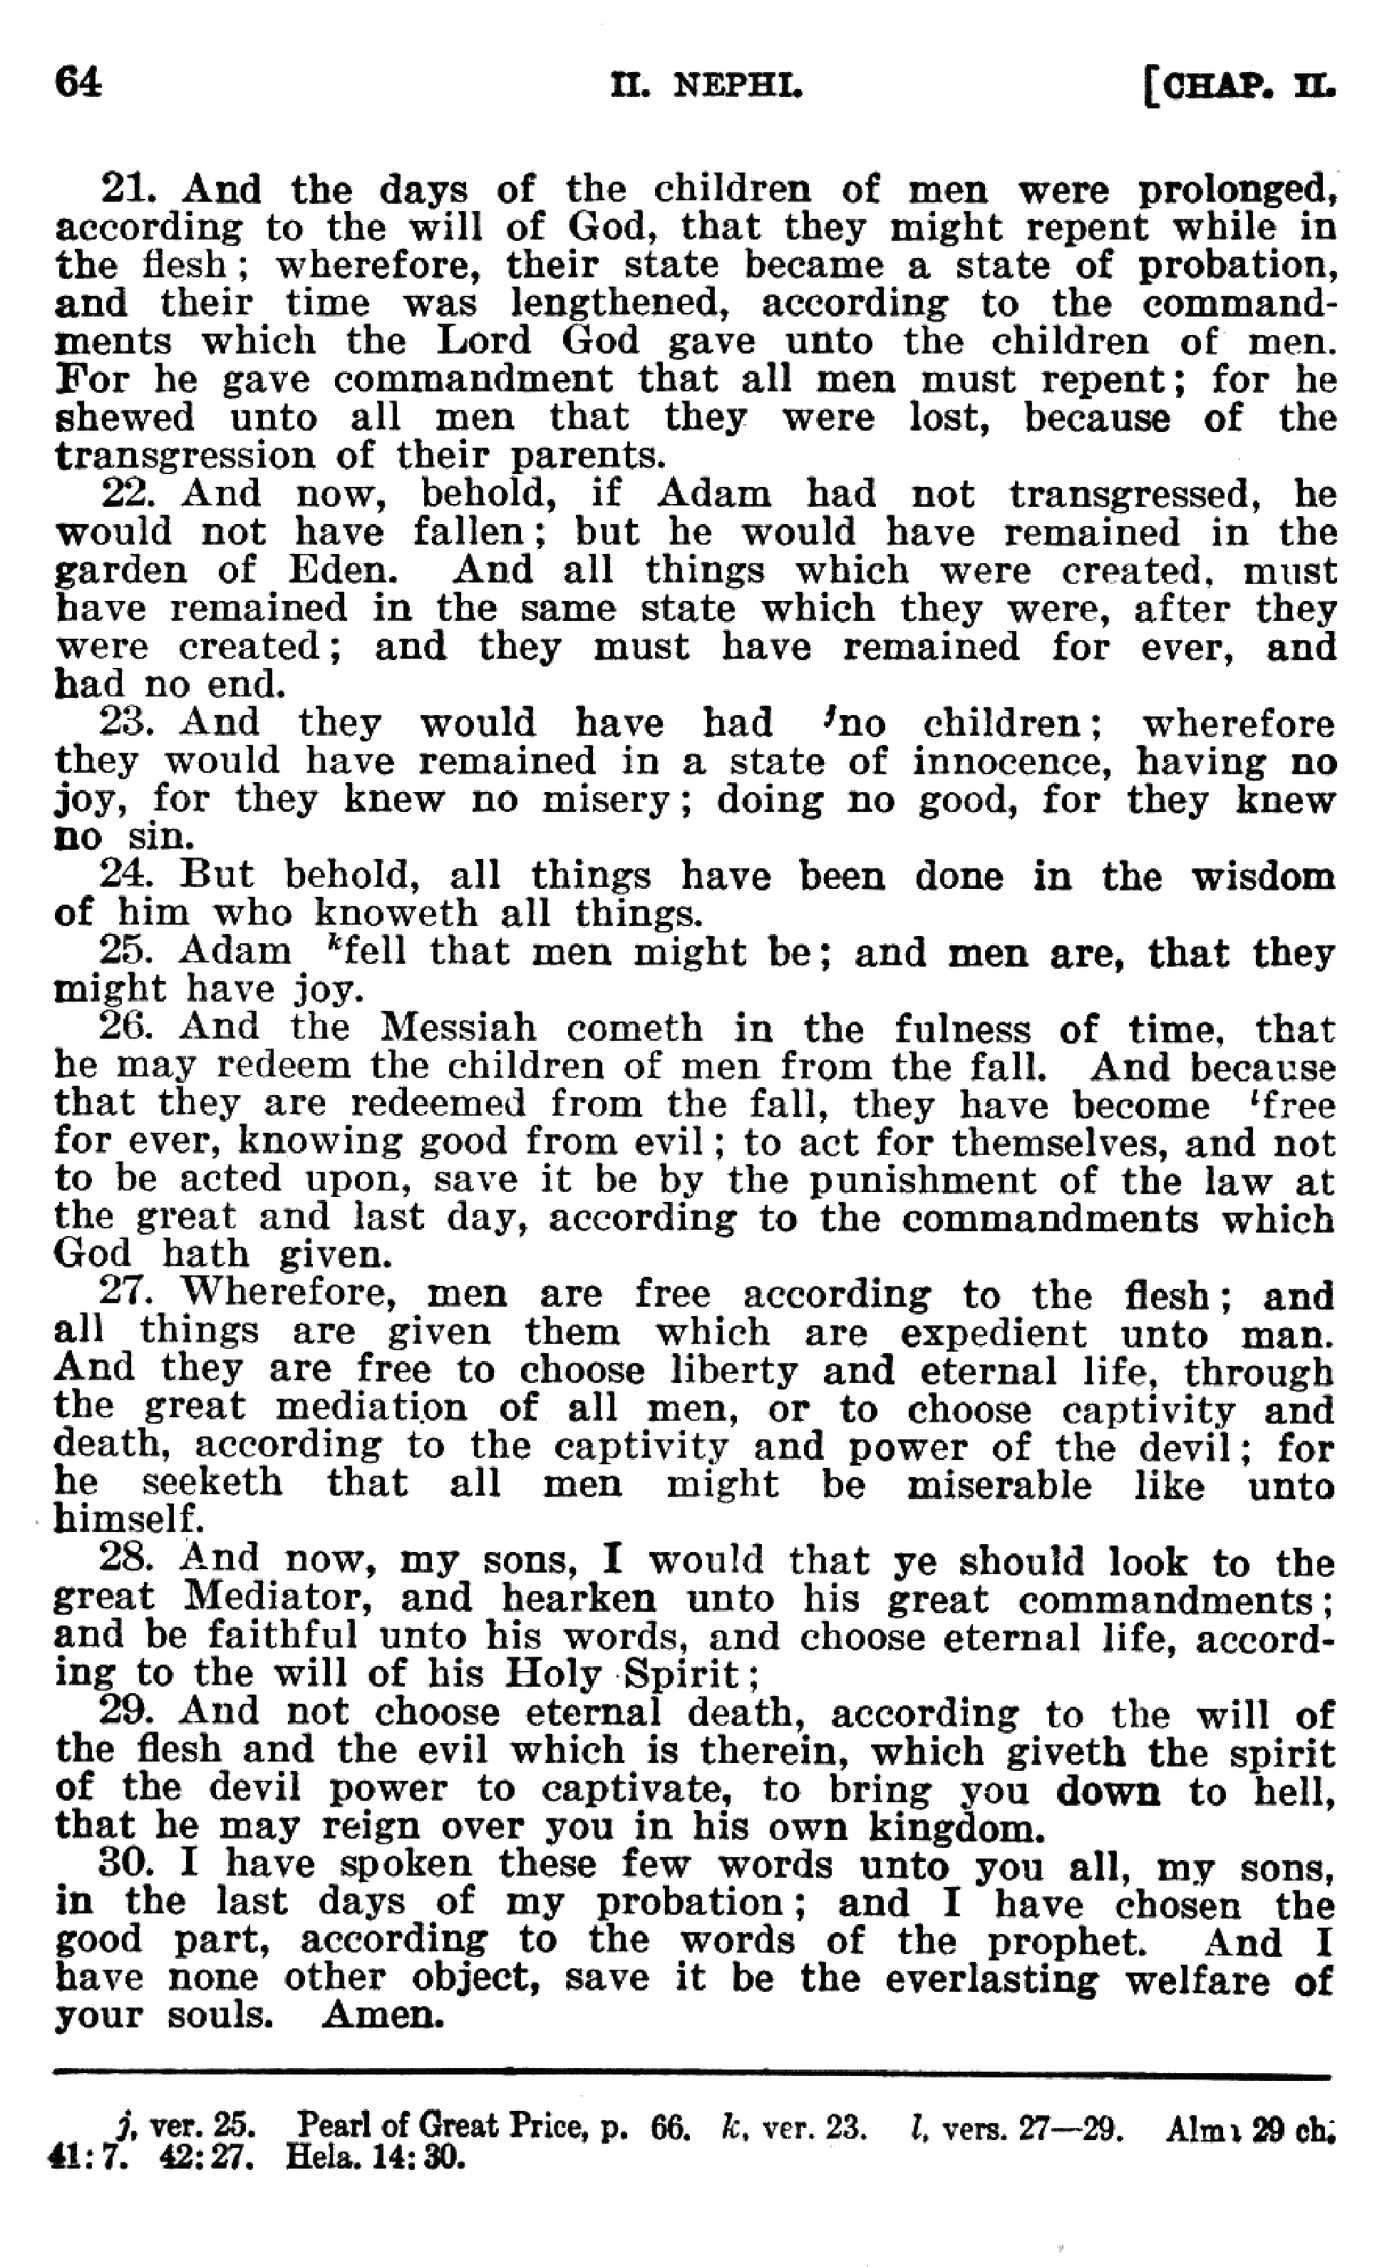 64 II. NEPHI. [CHAP. II.
21. And the days of the children of men were prolonged,
according to the will of God, that they might repent while in
the flesh; wherefore, their state became a state of probation,
and their time was lengthened, according to the command-
ments which the Lord God gave unto the children of men.
For he gave commandment that all men must repent; for he
shewed unto all men that they were lost, because of the
transgression of their parents.
22. And now, behold, if Adam had not transgressed, he
would not have fallen; but he would have remained in the
garden of Eden. And all things which were created, must
have remained in the same state which they were, after they
were created; and they must have remained for ever, and
had no end.
23. And they would have had jno children; wherefore
they would have remained in a state of innocence, having no
joy, for they knew no misery; doing no good, for they knew
no sin.
24. But behold, all things have been done in the wisdom
of him who knoweth all things.
25. Adam kfell that men might be; and men are, that they
might have joy.
26. And the Messiah cometh in the fulness of time, that
he may redeem the children of men from the fall. And because
that they are redeemed from the fall, they have become lfree
for ever, knowing good from evil; to act for themselves, and not
to be acted upon, save it be by the punishment of the law at
the great and last day, according to the commandments which
God hath given.
27. Wherefore, men are free according to the flesh; and
all things are given them which are expedient unto man.
And they are free to choose liberty and eternal life, through
the great mediation of all men, or to choose captivity and
death, according to the captivity and power of the devil; for
he seeketh that all men might be miserable like unto
himself.
28. And now, my sons, I would that ye should look to the
great Mediator, and hearken unto his great commandments;
and be faithful unto his words, and choose eternal life, accord-
ing to the will of his Holy Spirit;
29. And not choose eternal death, according to the will of
the flesh and the evil which is therein, which giveth the spirit
of the devil power to captivate, to bring you down to hell,
that he may reign over you in his own kingdom.
30. I have spoken these few words unto you all, my sons,
in the last days of my probation; and I have chosen the
good part, according to the words of the prophet. And I
have none other object, save it be the everlasting welfare of
your souls. Amen.
j, ver. 25. Pearl of Great Price, p. 66. k, ver. 23. l, vers. 27—29. Alma 29 ch.
41:7. 42:27. Hela. 14:30.